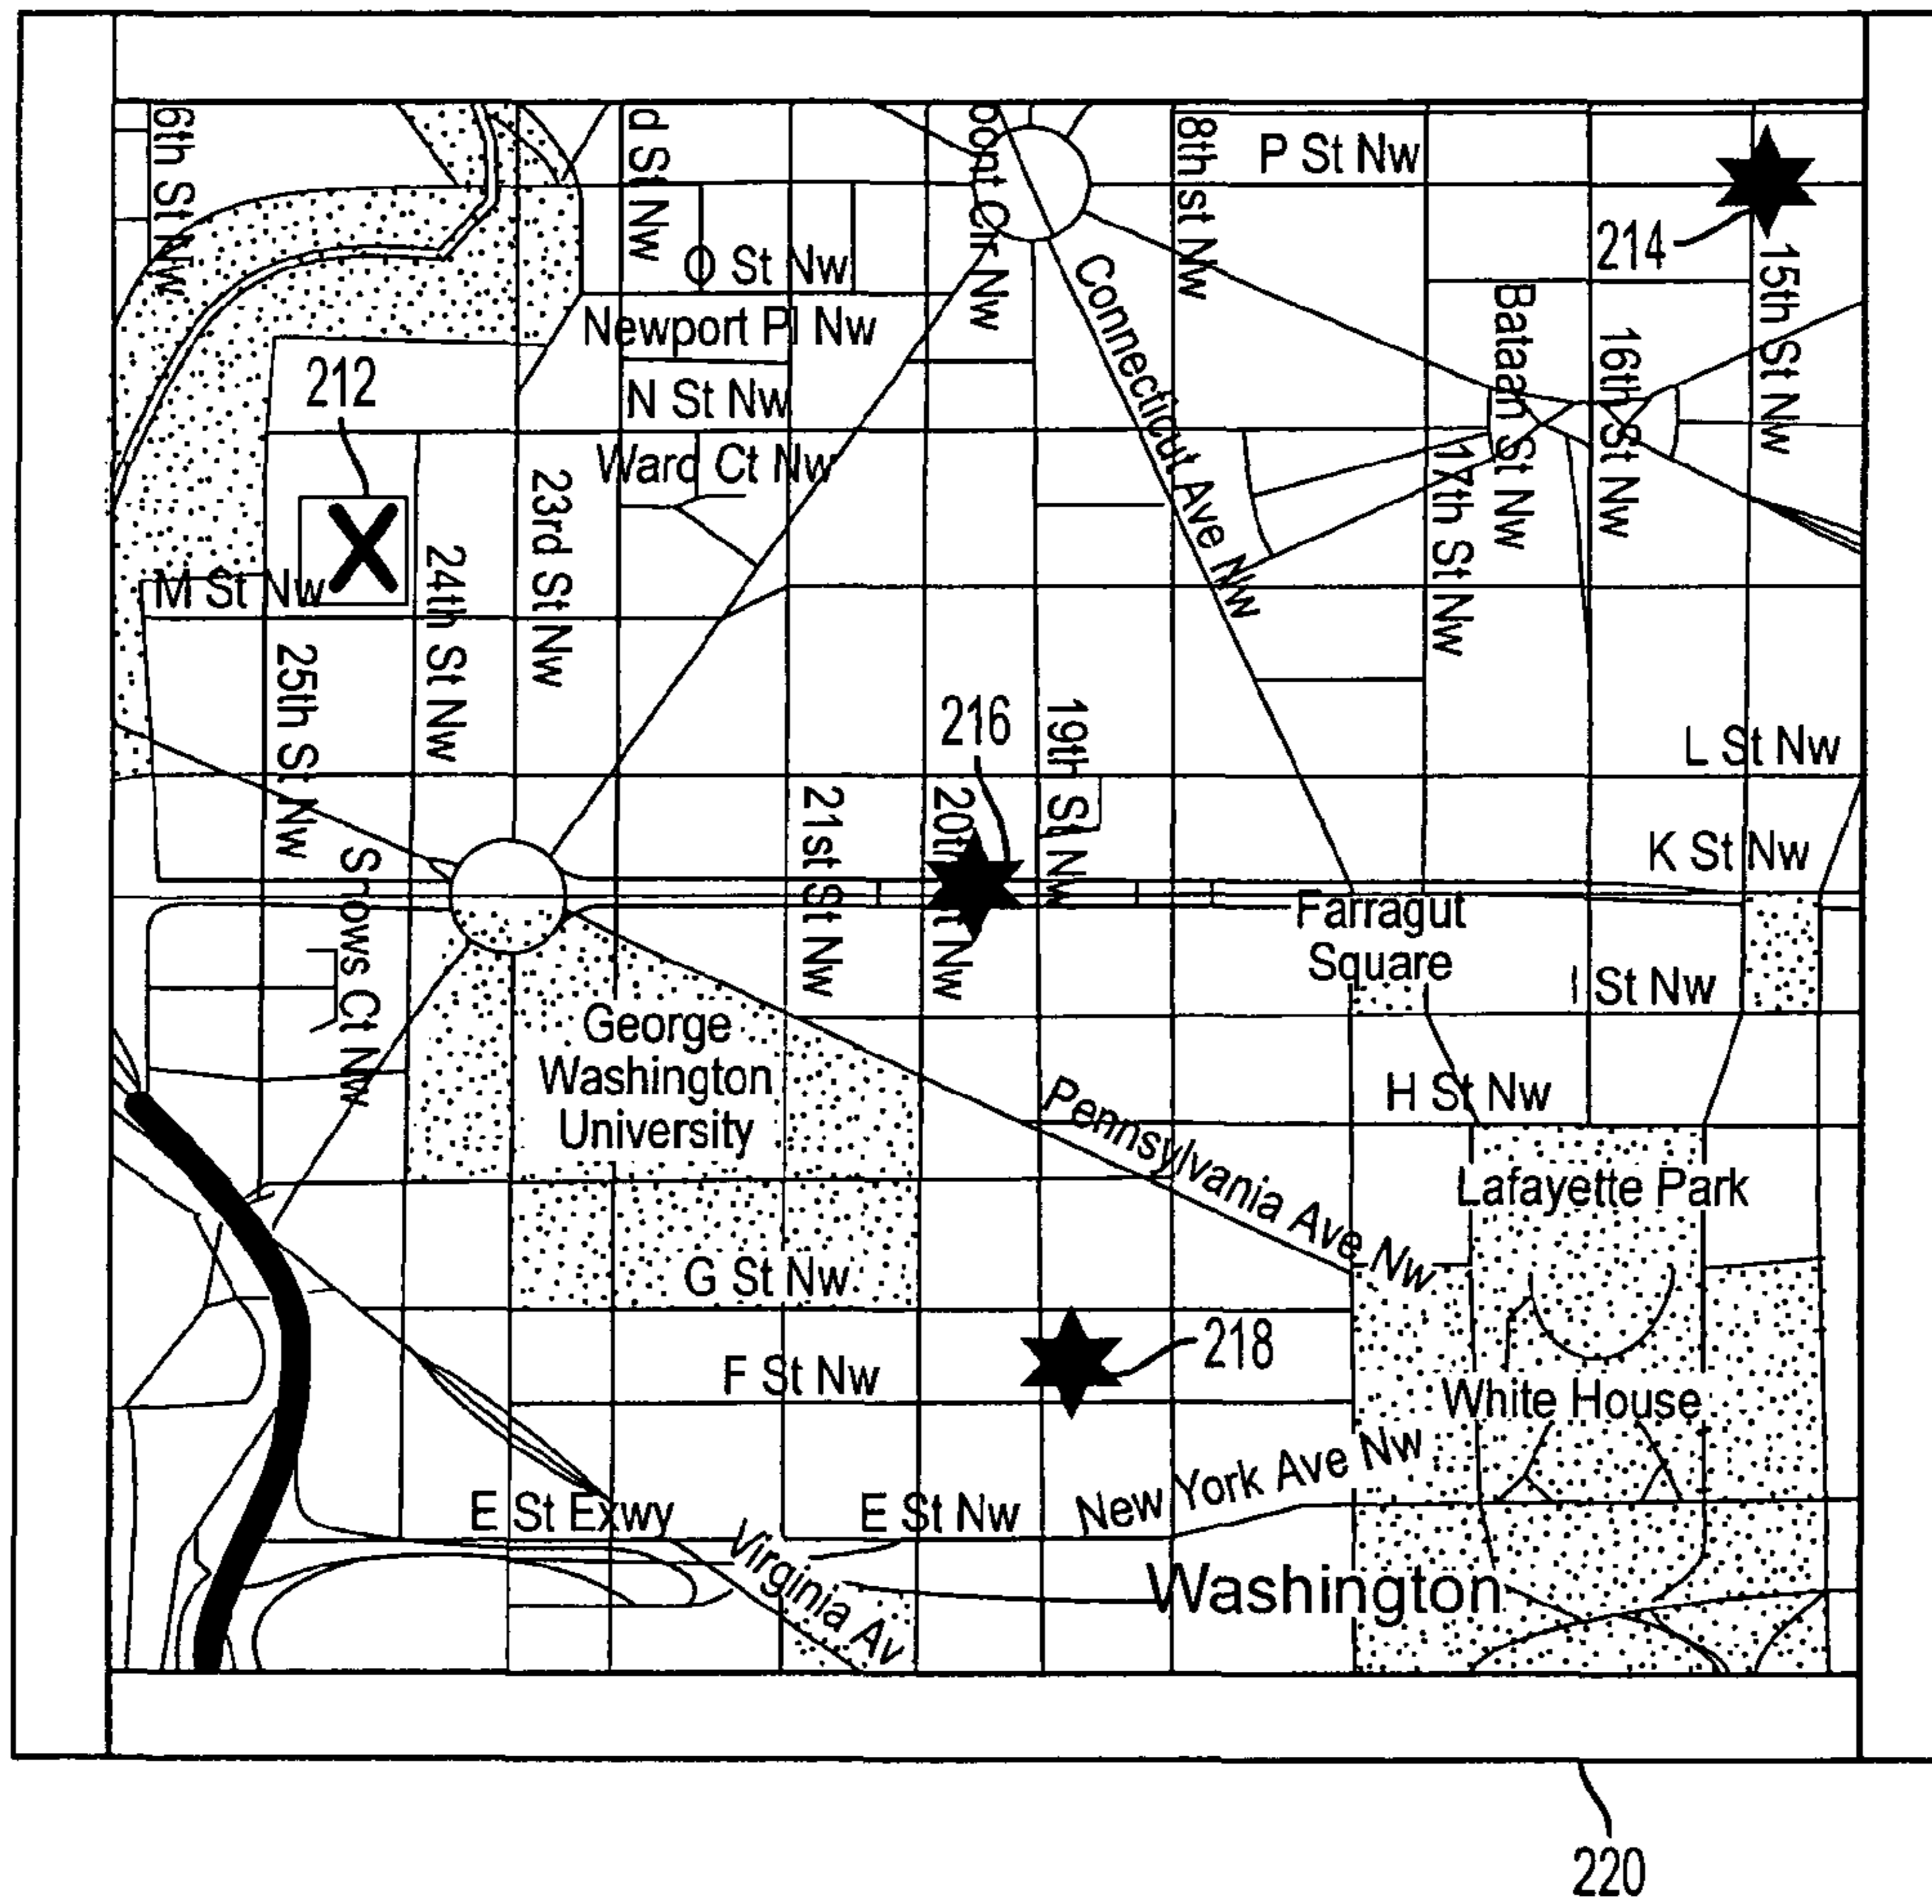 6th St Nw
d St Nw
pont Cir Nw
8th st Nw
P St Nw
214
15th St Nw
O St Nw
Newport Pl Nw
Connecticut Ave Nw
Bataan St Nw
16th St Nw
212
N St Nw
Ward Ct Nw
23rd St Nw
17th St Nw
X
M St Nw
24th St Nw
25th St Nw
216
19th St Nw
L St Nw
21st St Nw
20th St Nw
K St Nw
Snows Ct Nw
Farragut
Square
I St Nw
George
Washington
University
Pennsylvania Ave Nw
H St Nw
Lafayette Park
G St Nw
218
F St Nw
White House
New York Ave Nw
E St Exwy
E St Nw
Virginia Av
Washington
220